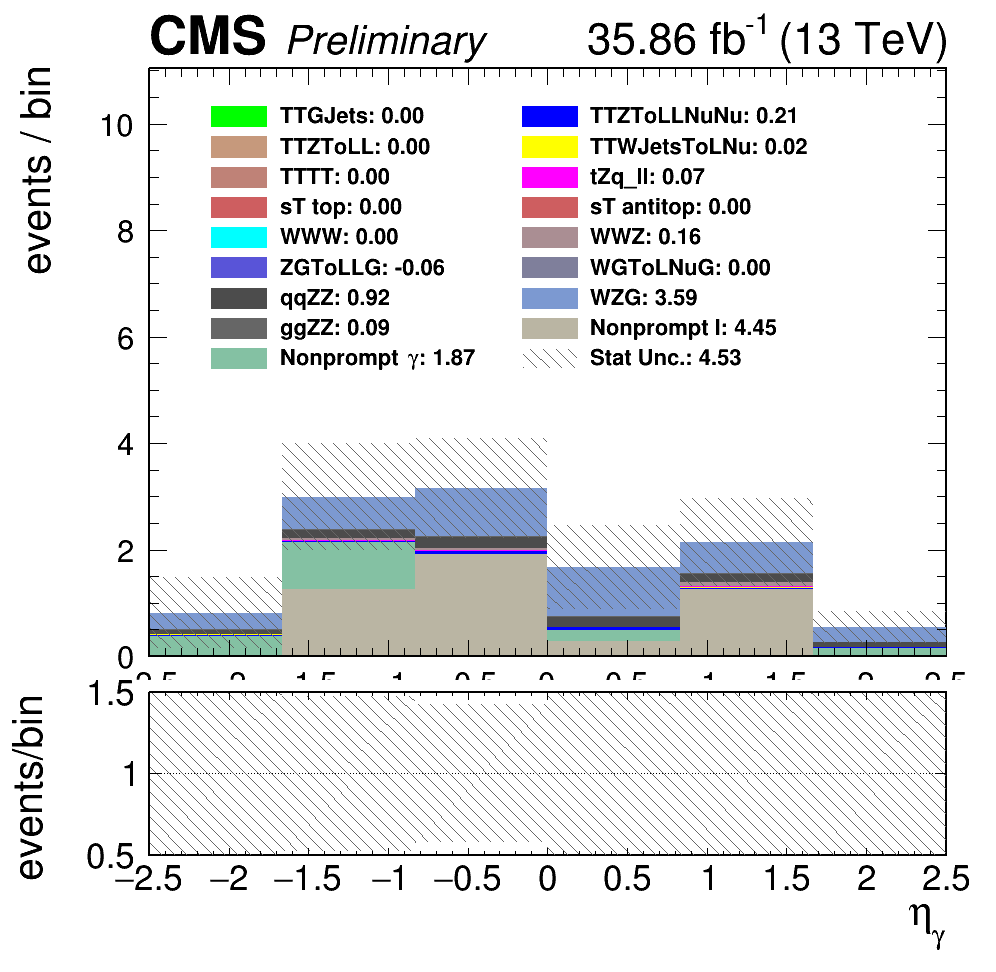 CMS Preliminary 35.86 fb-1 (13 TeV)
events / bin
10
8
6
4
2
0
TTGJets: 0.00
TTZToLL: 0.00
TTTT: 0.00
sT top: 0.00
WWW: 0.00
ZGToLLG: -0.06
qqZZ: 0.92
ggZZ: 0.09
Nonprompt γ: 1.87
TTZToLLNuNu: 0.21
TTWJetsToLNu: 0.02
tZq_ll: 0.07
sT antitop: 0.00
WWZ: 0.16
WGToLNuG: 0.00
WZG: 3.59
Nonprompt l: 4.45
Stat Unc.: 4.53
events/bin
1.5
1
0.5
−2.5 −2 −1.5 −1 −0.5 0 0.5 1 1.5 2 2.5
ηγ